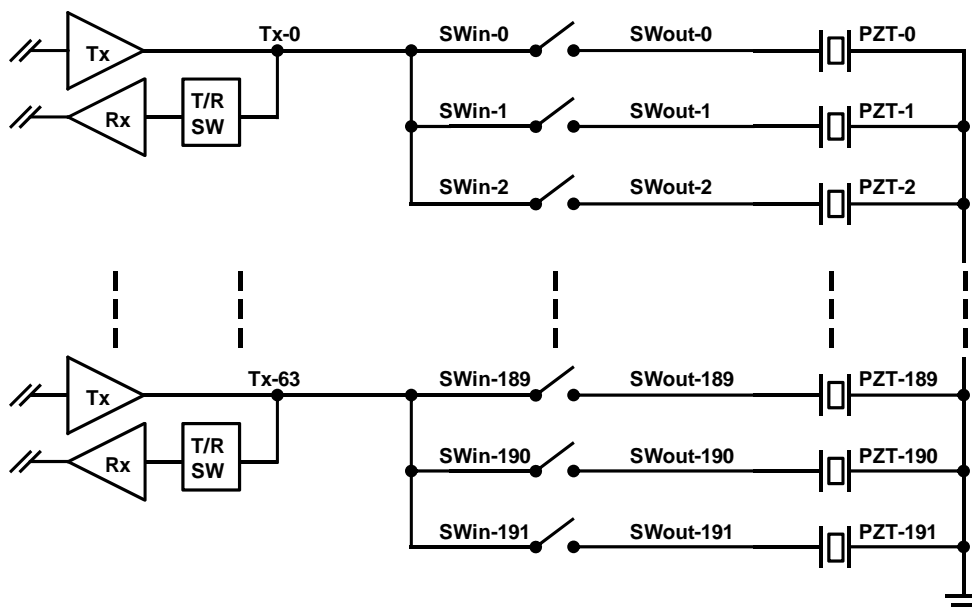 Tx-0
SWin-0 SWout-0 PZT-0
Tx
T/R
SW
Rx
SWin-1 SWout-1 PZT-1
SWin-2 SWout-2 PZT-2
Tx-63
SWin-189 SWout-189 PZT-189
Tx
T/R
SW
Rx
SWin-190 SWout-190 PZT-190
SWin-191 SWout-191 PZT-191